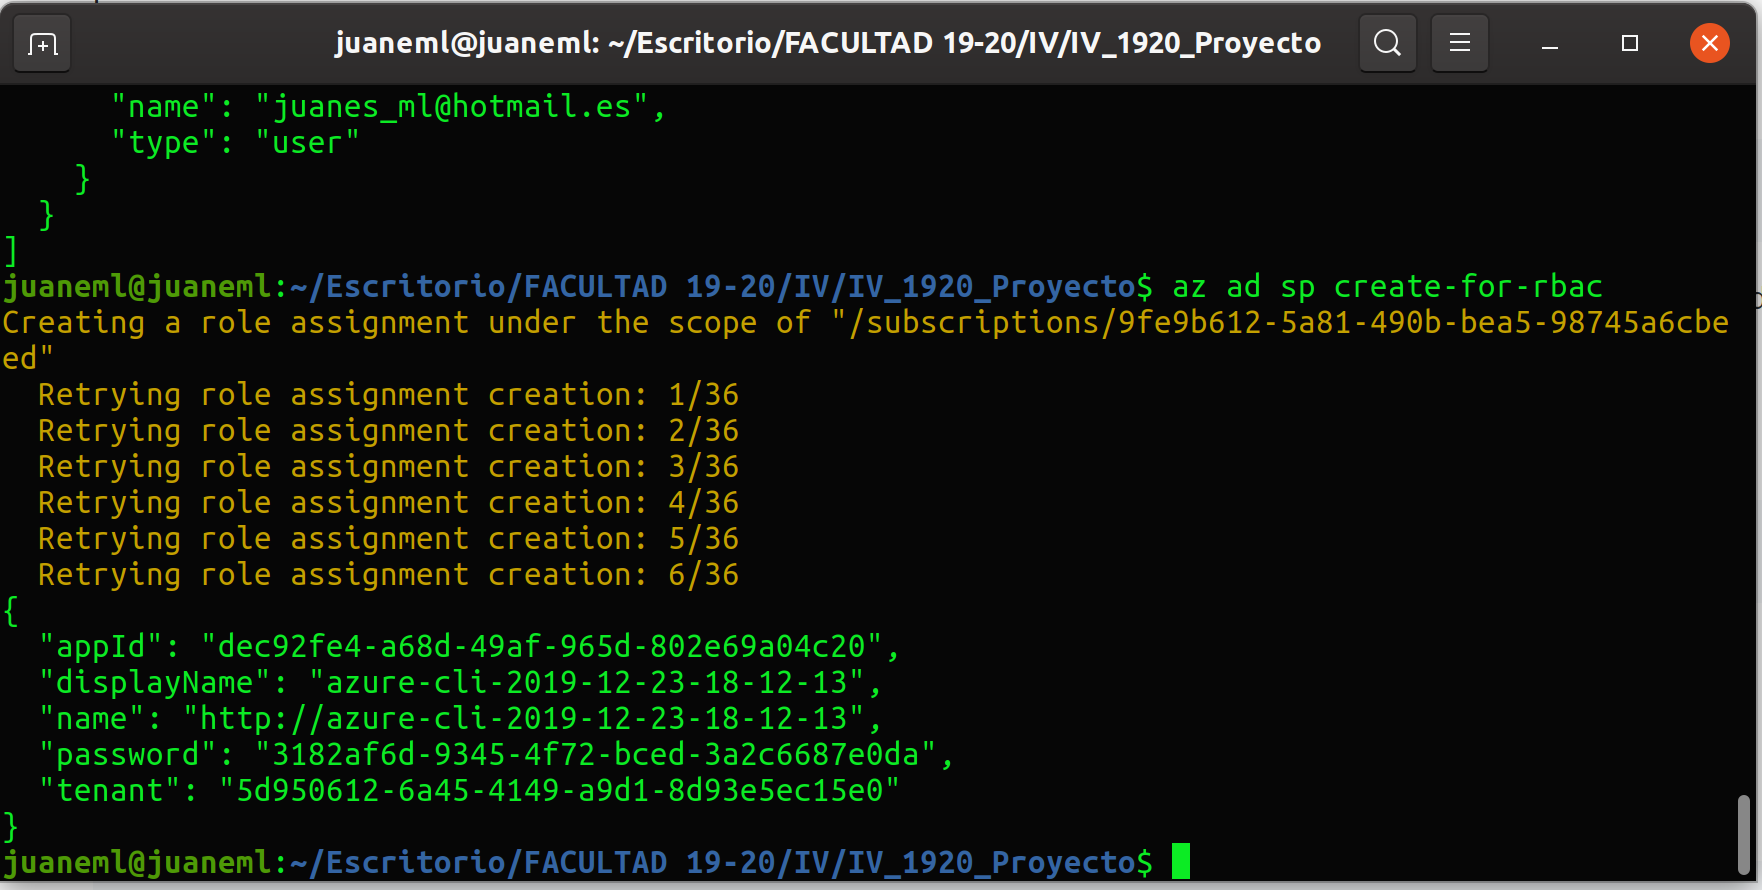 juaneml@juaneml: ~/Escritorio/FACULTAD 19-20/IV/IV_1920_Proyecto
"name": "juanes_ml@hotmail.es",
"type": "user"
}
}
]
juaneml@juaneml:~/Escritorio/FACULTAD 19-20/IV/IV_1920_Proyecto$ az ad sp create-for-rbac
Creating a role assignment under the scope of "/subscriptions/9fe9b612-5a81-490b-bea5-98745a6cbe
ed"
Retrying role assignment creation: 1/36
Retrying role assignment creation: 2/36
Retrying role assignment creation: 3/36
Retrying role assignment creation: 4/36
Retrying role assignment creation: 5/36
Retrying role assignment creation: 6/36
{
"appId": "dec92fe4-a68d-49af-965d-802e69a04c20",
"displayName": "azure-cli-2019-12-23-18-12-13",
"name": "http://azure-cli-2019-12-23-18-12-13",
"password": "3182af6d-9345-4f72-bced-3a2c6687e0da",
"tenant": "5d950612-6a45-4149-a9d1-8d93e5ec15e0"
}
juaneml@juaneml:~/Escritorio/FACULTAD 19-20/IV/IV_1920_Proyecto$